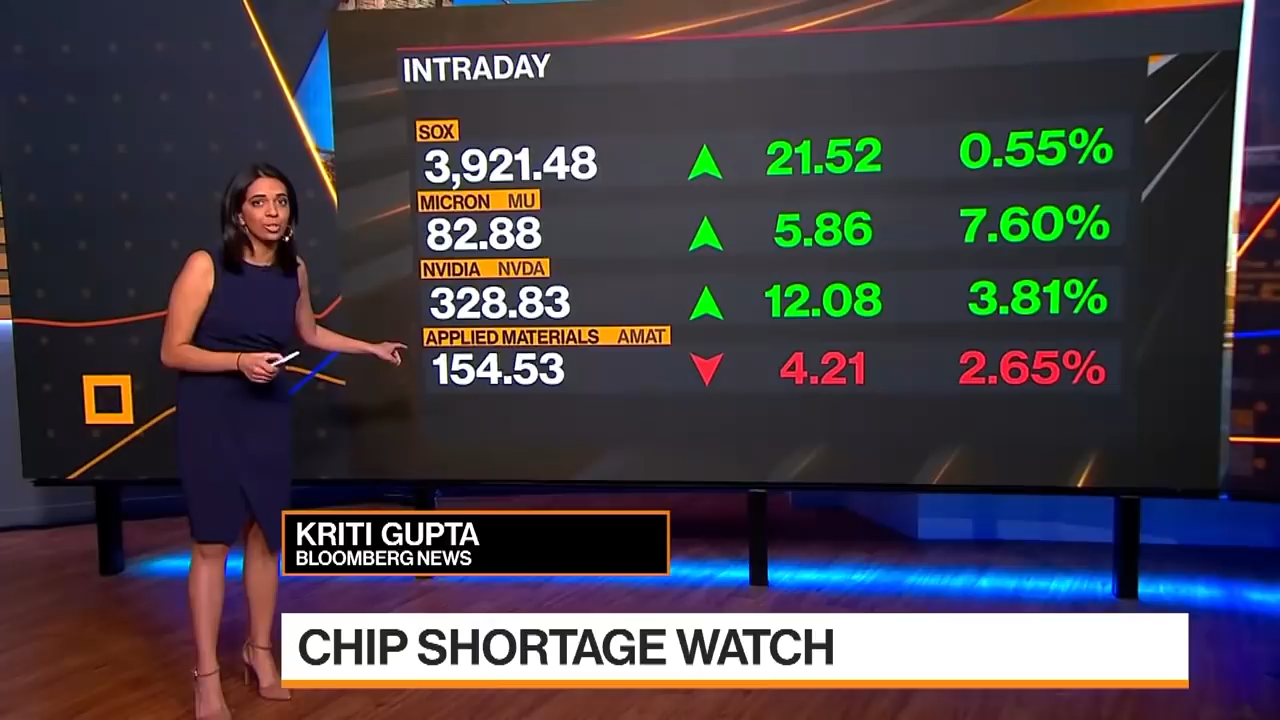 INTRADAY
SOX
3,921.48 21.52 0.55%
MICRON MU
82.88 5.86 7.60%
NVIDIA NVDA
328.83 12.08 3.81%
APPLIED MATERIALS AMAT
154.53 4.21 2.65%
KRITI GUPTA
BLOOMBERG NEWS
CHIP SHORTAGE WATCH